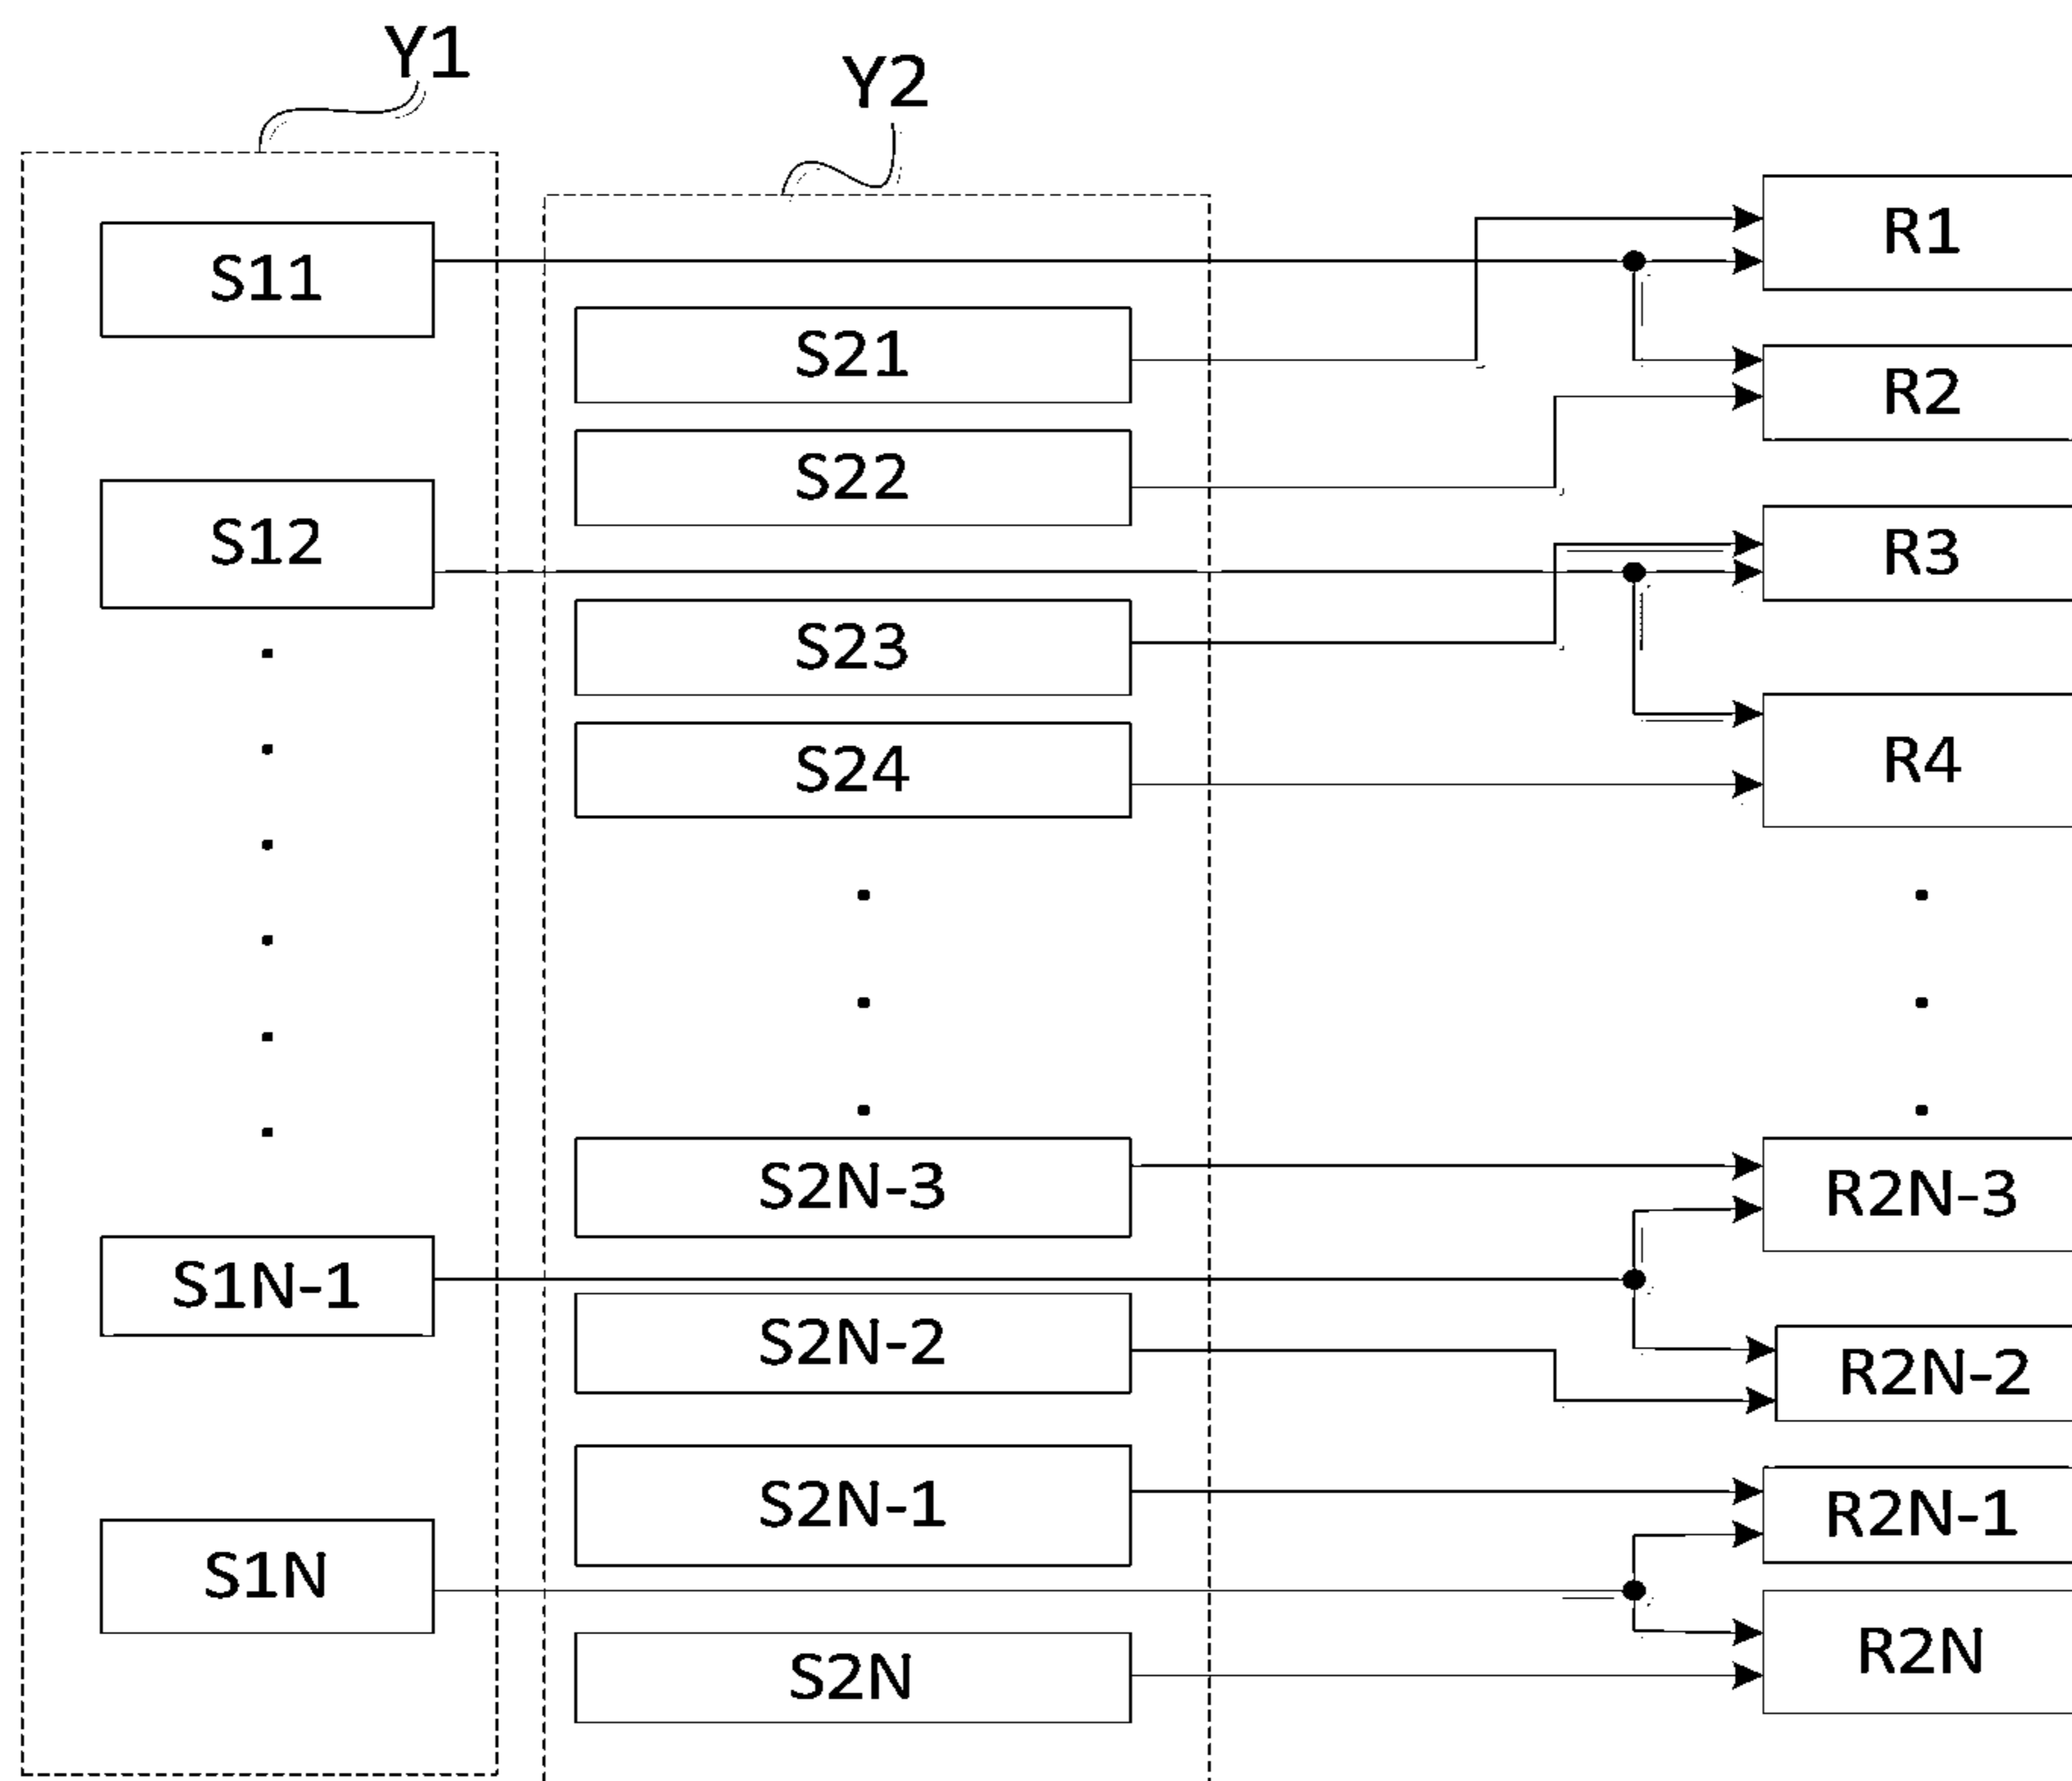 Y1
Y2
S11
S21
S22
S12
S23
S24
S2N-3
S1N-1
S2N-2
S2N-1
S1N
S2N
R1
R2
R3
R4
R2N-3
R2N-2
R2N-1
R2N